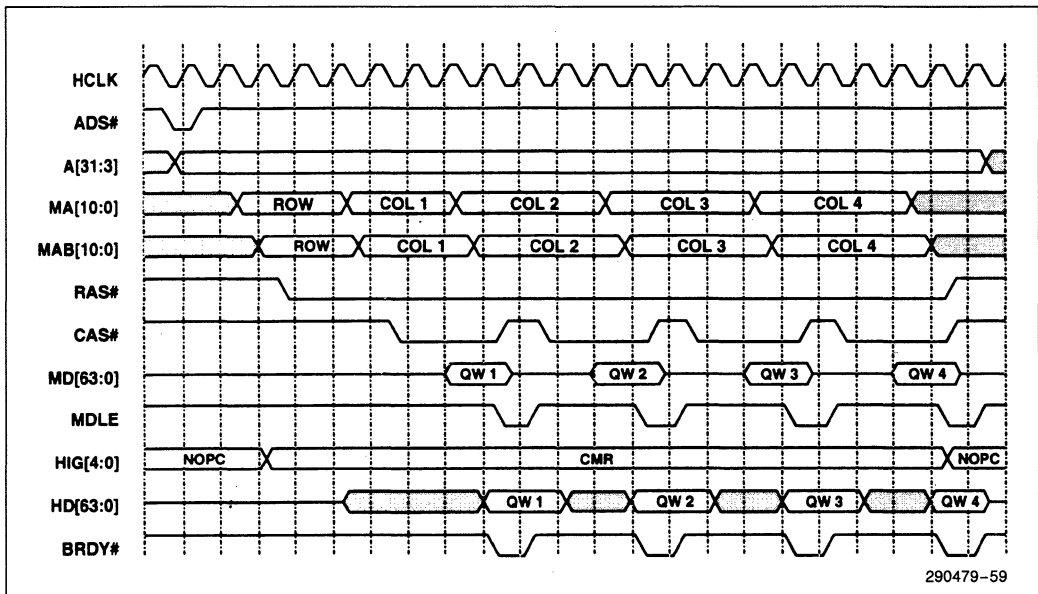 HCLK
ADS#
A[31:3]
MA[10:0] ROW COL 1 COL 2 COL 3 COL 4
MAB[10:0] ROW COL 1 COL 2 COL 3 COL 4
RAS#
CAS#
MD[63:0] QW 1 QW 2 QW 3 QW 4
MDLE
HIG[4:0] NOPC CMR NOPC
HD[63:0] QW 1 QW 2 QW 3 QW 4
BRDY#
290479-59